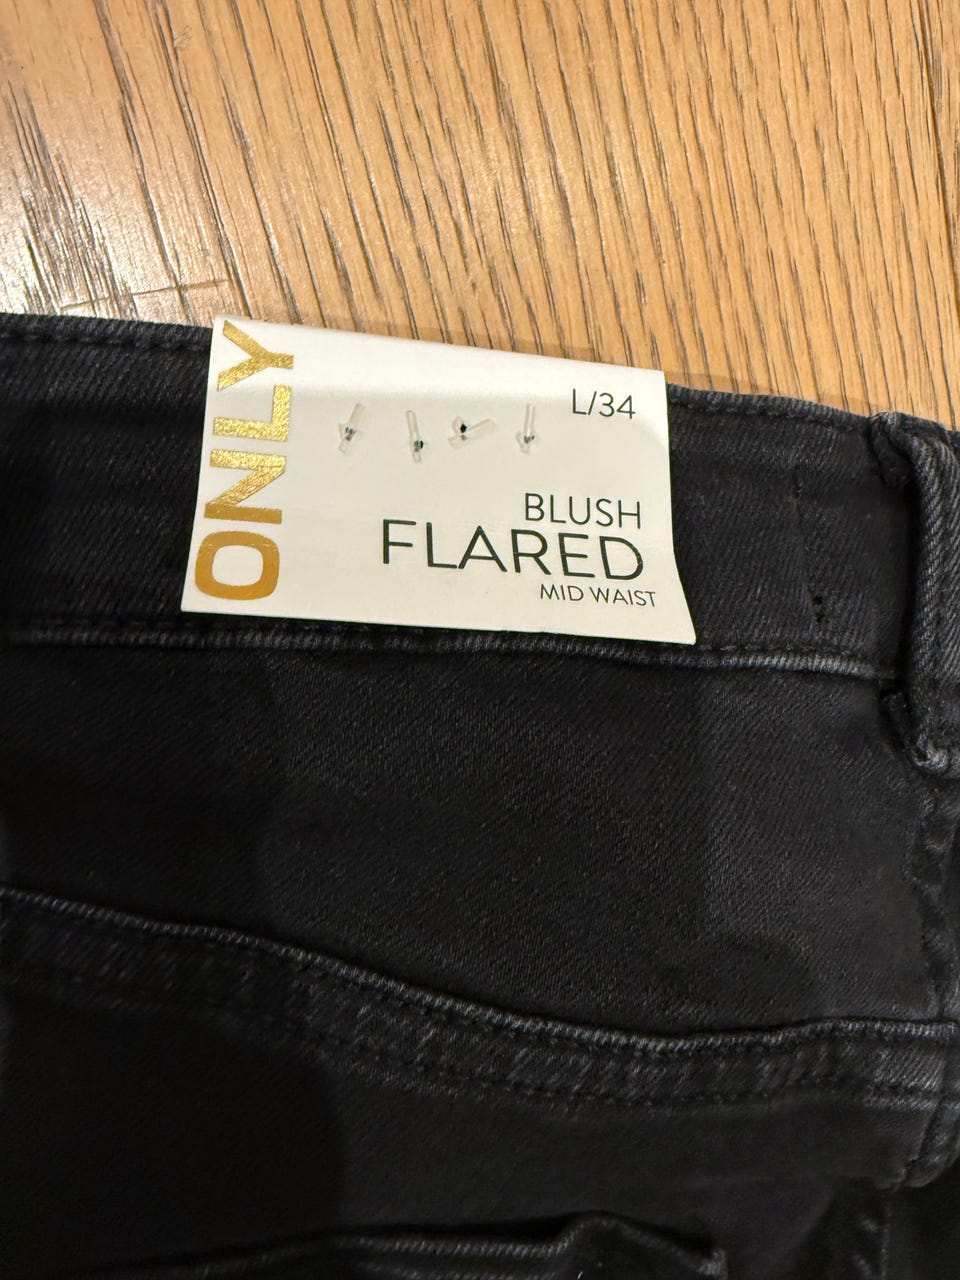 ONLY
L/34
BLUSH
FLARED
MID WAIST